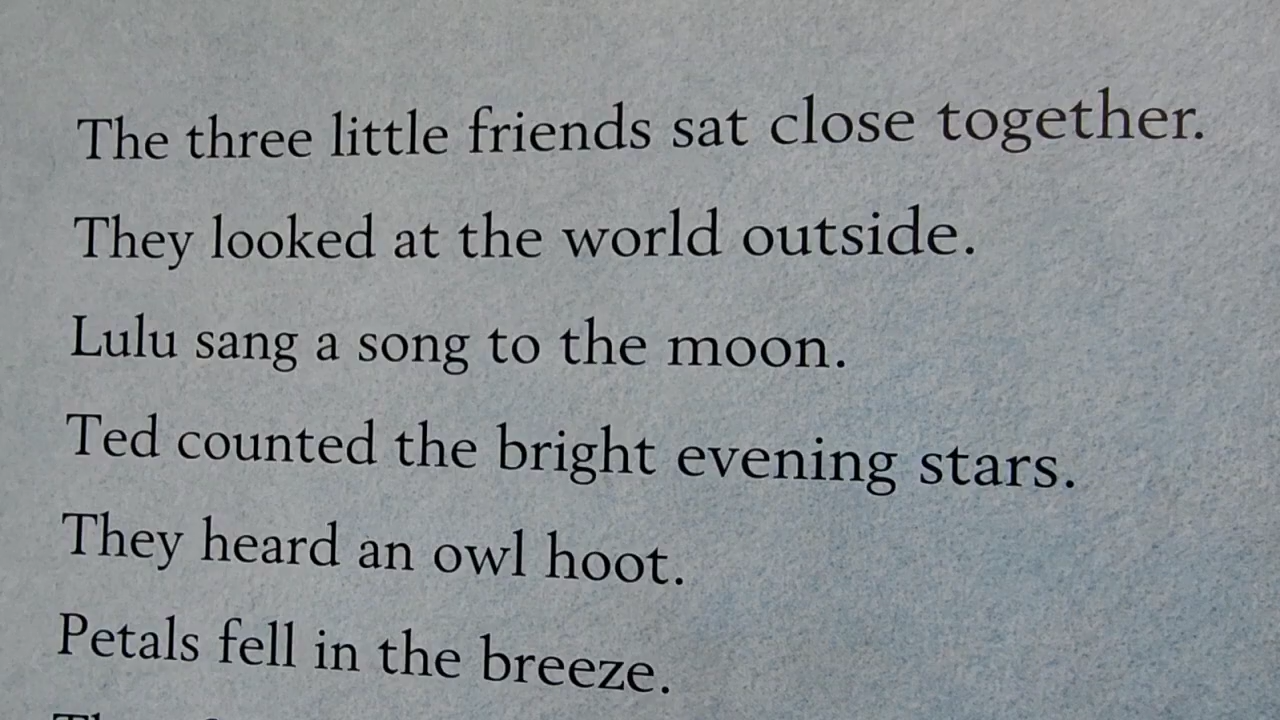 The three little friends sat close together.
They looked at the world outside.
Lulu sang a song to the moon.
Ted counted the bright evening stars.
They heard an owl hoot.
Petals fell in the breeze.